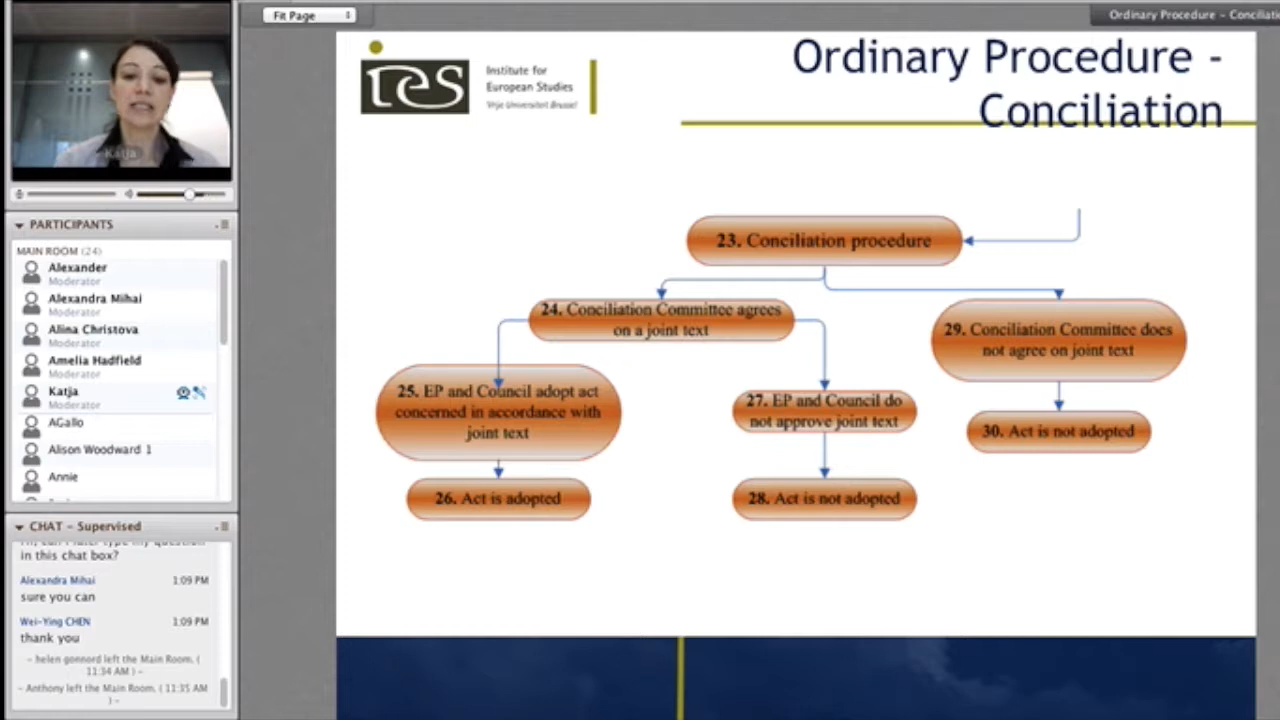 Fit Page
Ordinary Procedure - Concilia
Katja
PARTICIPANTS
MAIN ROOM (24)
Alexander
Moderator
Alexandra Mihai
Moderator
Alina Christova
Moderator
Amelia Hadfield
Moderator
Katja
Moderator
AGallo
Alison Woodward 1
Annie
CHAT - Supervised
in this chat box?
Alexandra Mihai 1:09 PM
sure you can
Wei-Ying CHEN 1:09 PM
thank you
- helen gonnord left the Main Room. (
11:34 AM ) -
- Anthony left the Main Room. ( 11:35 AM
) -
ies
Institute for
European Studies
Vrije Universiteit Brussel
Ordinary Procedure -
Conciliation
23. Conciliation procedure
24. Conciliation Committee agrees
on a joint text
29. Conciliation Committee does
not agree on joint text
25. EP and Council adopt act
concerned in accordance with
joint text
27. EP and Council do
not approve joint text
30. Act is not adopted
26. Act is adopted
28. Act is not adopted